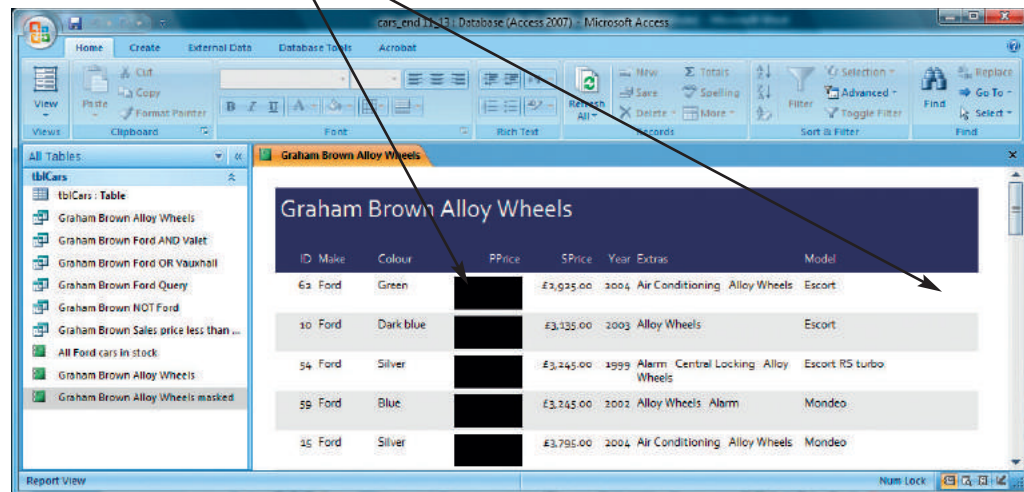 cars_end 11_13 : Database (Access 2007) - Microsoft Access
Home Create External Data Database Tools Acrobat
View Paste Cut Copy Format Painter
B I U A
Refresh All New Save Delete Totals Spelling More
Filter Selection Advanced Toggle Filter
Find Replace Go To Select
Views Clipboard Font Rich Text Records Sort & Filter Find
All Tables
Graham Brown Alloy Wheels
tblCars
tblCars : Table
Graham Brown Alloy Wheels
Graham Brown Ford AND Valet
Graham Brown Ford OR Vauxhall
Graham Brown Ford Query
Graham Brown NOT Ford
Graham Brown Sales price less than ...
All Ford cars in stock
Graham Brown Alloy Wheels
Graham Brown Alloy Wheels masked
Graham Brown Alloy Wheels
ID Make Colour PPrice SPrice Year Extras Model
62 Ford Green £2,925.00 2004 Air Conditioning Alloy Wheels Escort
10 Ford Dark blue £3,135.00 2003 Alloy Wheels Escort
54 Ford Silver £3,245.00 1999 Alarm Central Locking Alloy Wheels Escort RS turbo
59 Ford Blue £3,245.00 2002 Alloy Wheels Alarm Mondeo
25 Ford Silver £3,795.00 2004 Air Conditioning Alloy Wheels Mondeo
Report View Num Lock